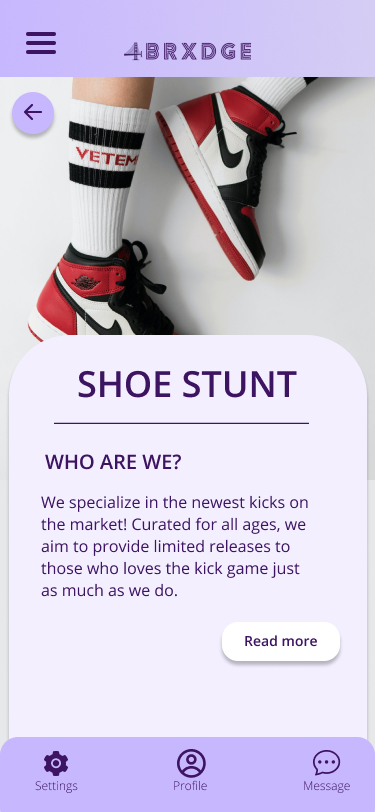 4BRXDGE
VETEM
SHOE STUNT
WHO ARE WE?
We specialize in the newest kicks on
the market! Curated for all ages, we
aim to provide limited releases to
those who loves the kick game just
as much as we do.
Read more
Settings
Profile
Message